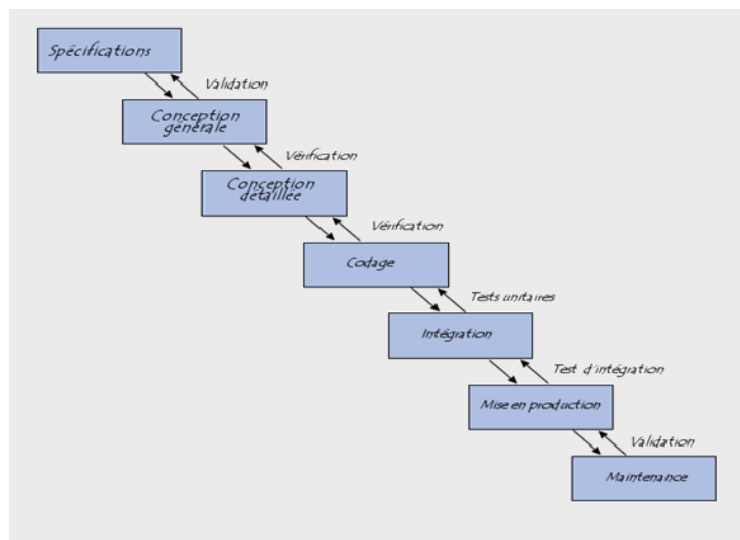 Spécifications
Validation
Conception
générale
Vérification
Conception
détaillée
Vérification
Codage
Tests unitaires
Intégration
Test d'intégration
Mise en production
Validation
Maintenance